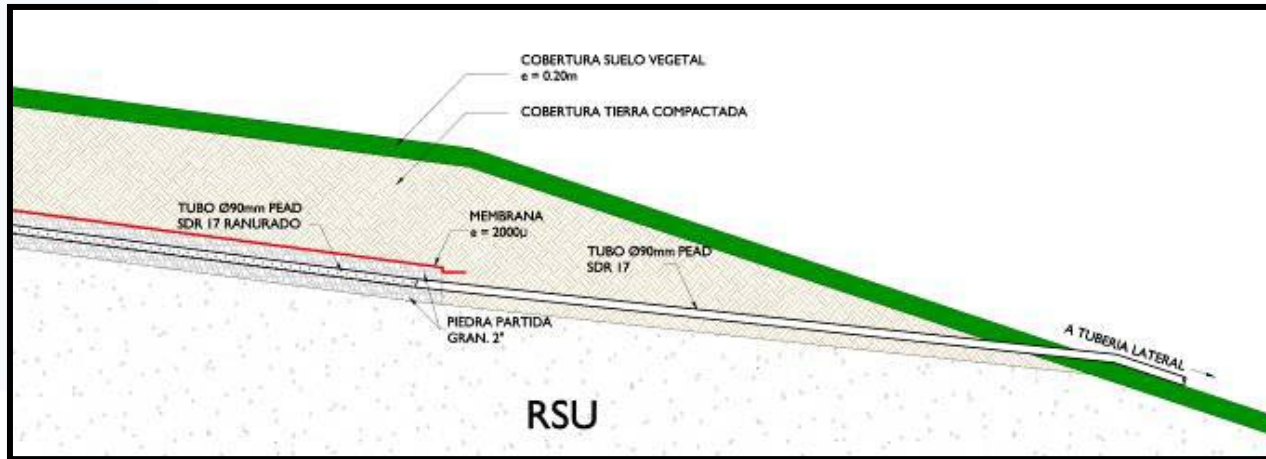 COBERTURA SUELO VEGETAL
e = 0.20m
COBERTURA TIERRA COMPACTADA
TUBO Ø90mm PEAD
SDR 17 RANURADO
MEMBRANA
e = 2000µ
TUBO Ø90mm PEAD
SDR 17
PIEDRA PARTIDA
GRAN. 2"
A TUBERIA LATERAL
RSU